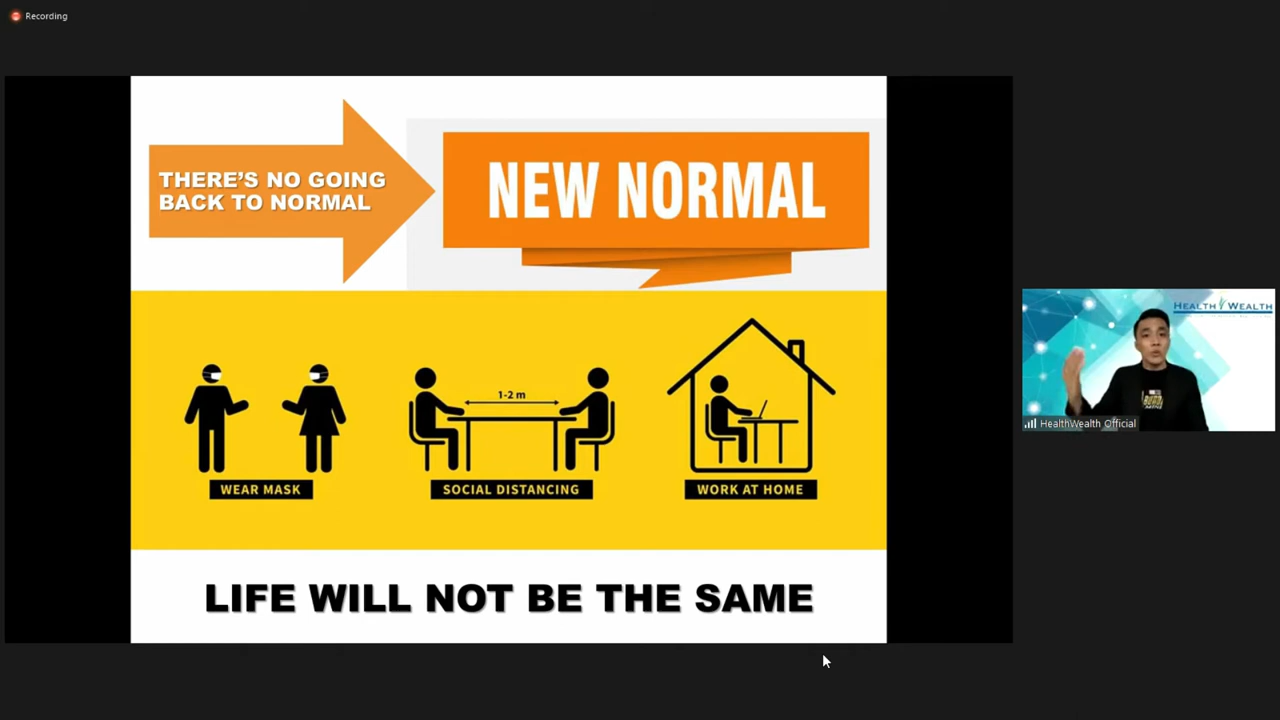 Recording
THERE'S NO GOING
BACK TO NORMAL
NEW NORMAL
1-2 m
WEAR MASK
SOCIAL DISTANCING
WORK AT HOME
LIFE WILL NOT BE THE SAME
HEALTH WEALTH
HealthWealth Official